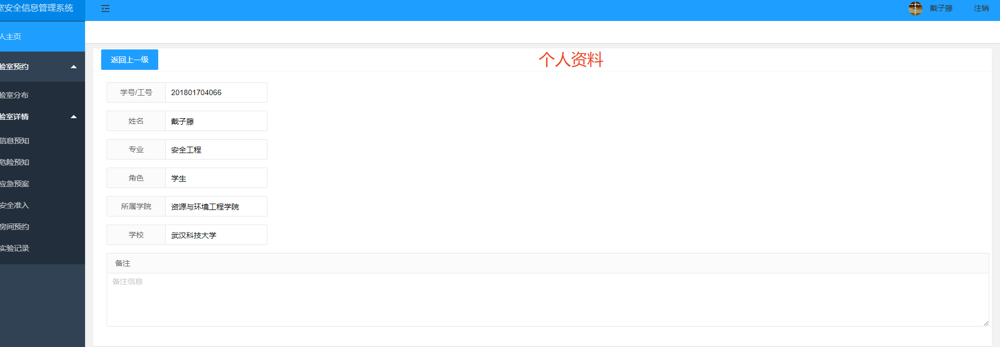 室安全信息管理系统
戴子藤
注销
人主页
验室预约
验室分布
验室详情
信息预知
危险预知
应急预案
安全准入
房间预约
实验记录
返回上一级
个人资料
学号/工号 201801704066
姓名 戴子藤
专业 安全工程
角色 学生
所属学院 资源与环境工程学院
学校 武汉科技大学
备注
备注信息